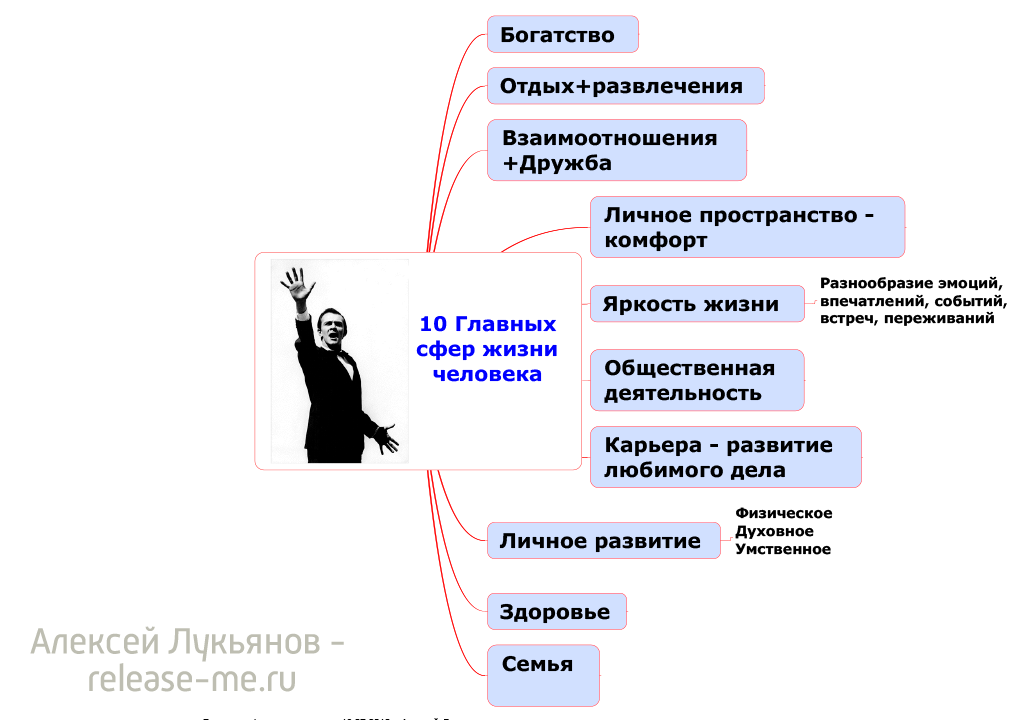 Богатство
Отдых+развлечения
Взаимоотношения
+Дружба
Личное пространство -
комфорт
Яркость жизни
Разнообразие эмоций,
впечатлений, событий,
встреч, переживаний
10 Главных
сфер жизни
человека
Общественная
деятельность
Карьера - развитие
любимого дела
Личное развитие
Физическое
Духовное
Умственное
Здоровье
Семья
Алексей Лукьянов -
release-me.ru